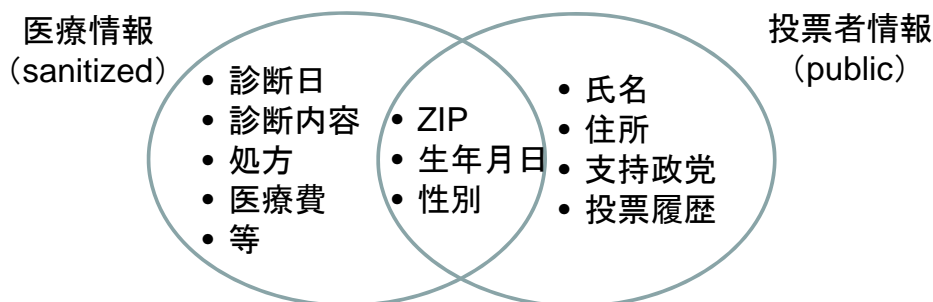 医療情報
（sanitized）
• 診断日
• 診断内容
• 処方
• 医療費
• 等
• ZIP
• 生年月日
• 性別
• 氏名
• 住所
• 支持政党
• 投票履歴
投票者情報
（public）